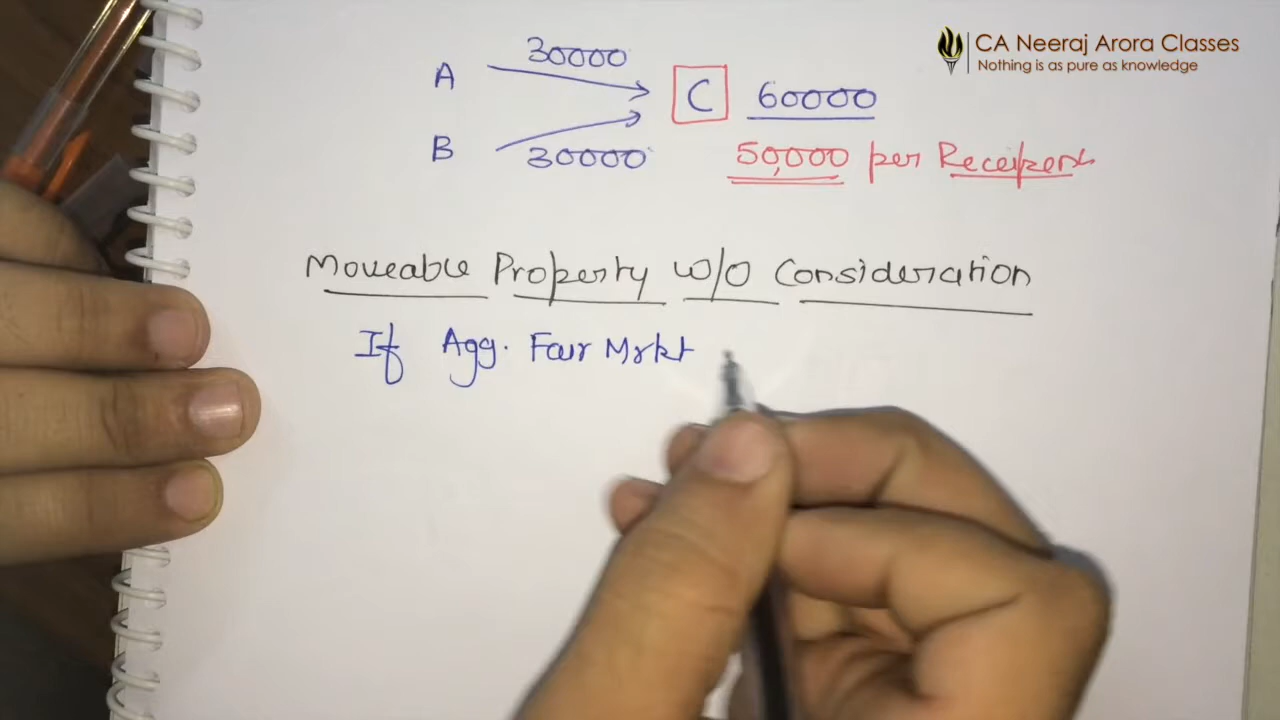 CA Neeraj Arora Classes
Nothing is as pure as knowledge
A 30000 C 60000
B 30000 50,000 per Receipent
Moveable Property w/o Consideration
If Agg. Fair Mrkt